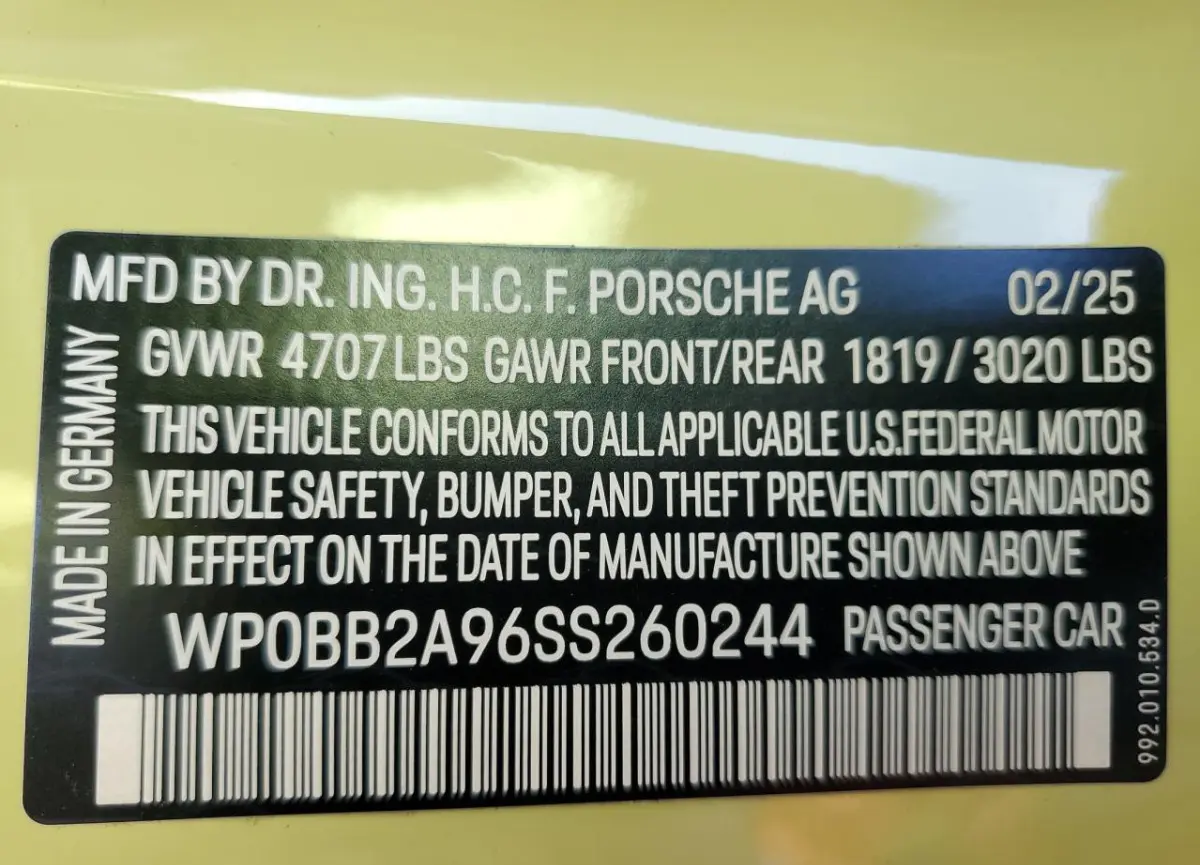 MFD BY DR. ING. H.C. F. PORSCHE AG 02/25
GVWR 4707 LBS GAWR FRONT/REAR 1819/3020 LBS
THIS VEHICLE CONFORMS TO ALL APPLICABLE U.S.FEDERAL MOTOR
VEHICLE SAFETY, BUMPER, AND THEFT PREVENTION STANDARDS
IN EFFECT ON THE DATE OF MANUFACTURE SHOWN ABOVE
WP0BB2A96SS260244 PASSENGER CAR
MADE IN GERMANY
992.010.534.D